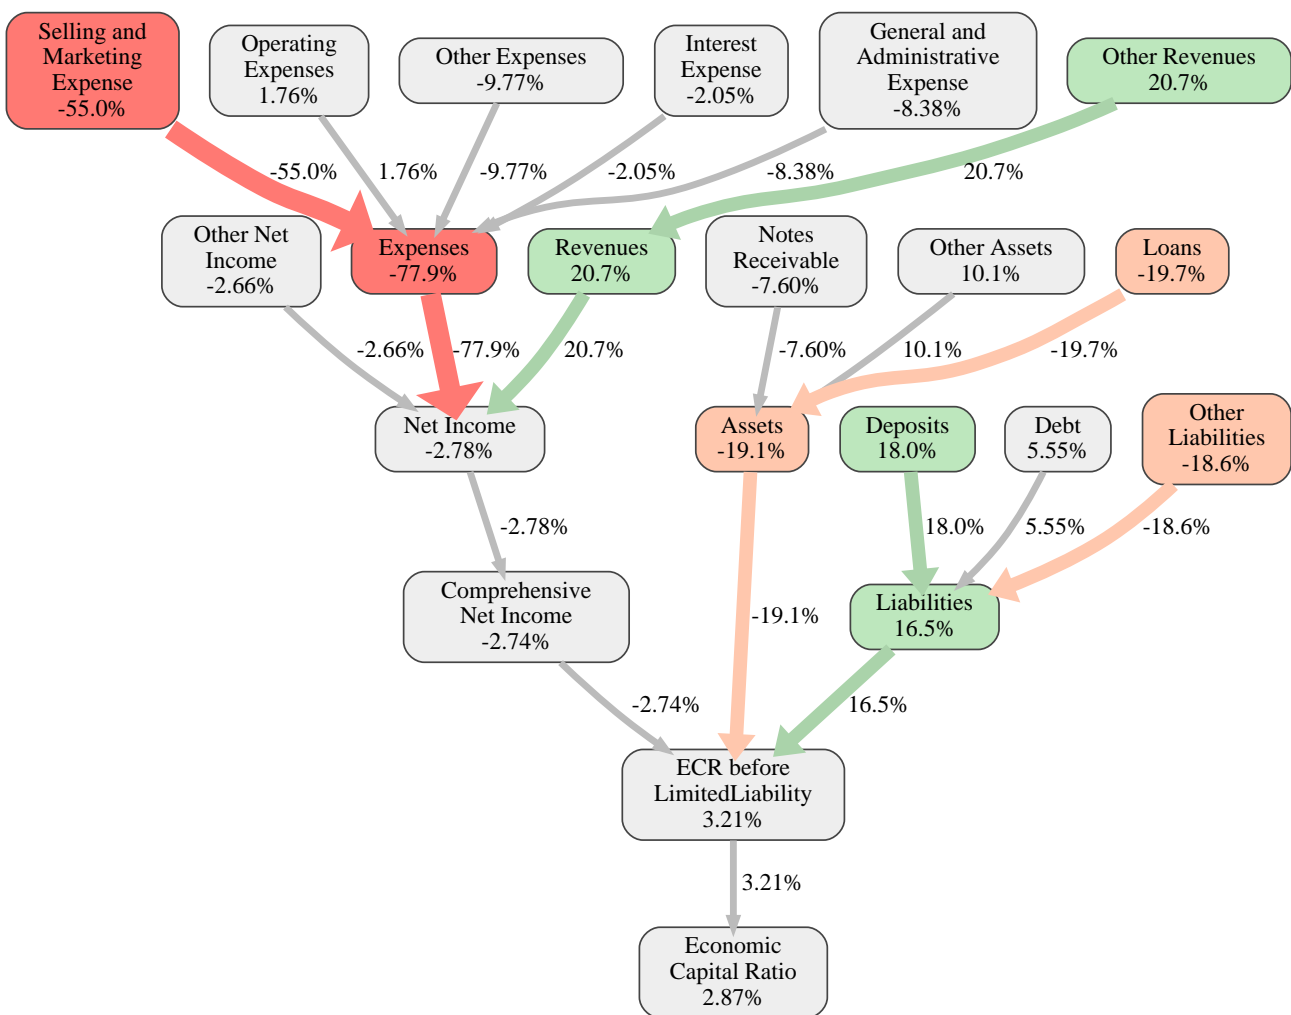 Selling and
Marketing
Expense
-55.0%
Operating
Expenses
1.76%
Other Expenses
-9.77%
Interest
Expense
-2.05%
General and
Administrative
Expense
-8.38%
Other Revenues
20.7%
-55.0%
1.76%
-9.77%
-2.05%
-8.38%
20.7%
Other Net
Income
-2.66%
Expenses
-77.9%
Revenues
20.7%
Notes
Receivable
-7.60%
Other Assets
10.1%
Loans
-19.7%
-2.66%
-77.9%
20.7%
-7.60%
10.1%
-19.7%
Net Income
-2.78%
Assets
-19.1%
Deposits
18.0%
Debt
5.55%
Other
Liabilities
-18.6%
-2.78%
18.0%
5.55%
-18.6%
Comprehensive
Net Income
-2.74%
-19.1%
Liabilities
16.5%
-2.74%
16.5%
ECR before
LimitedLiability
3.21%
3.21%
Economic
Capital Ratio
2.87%